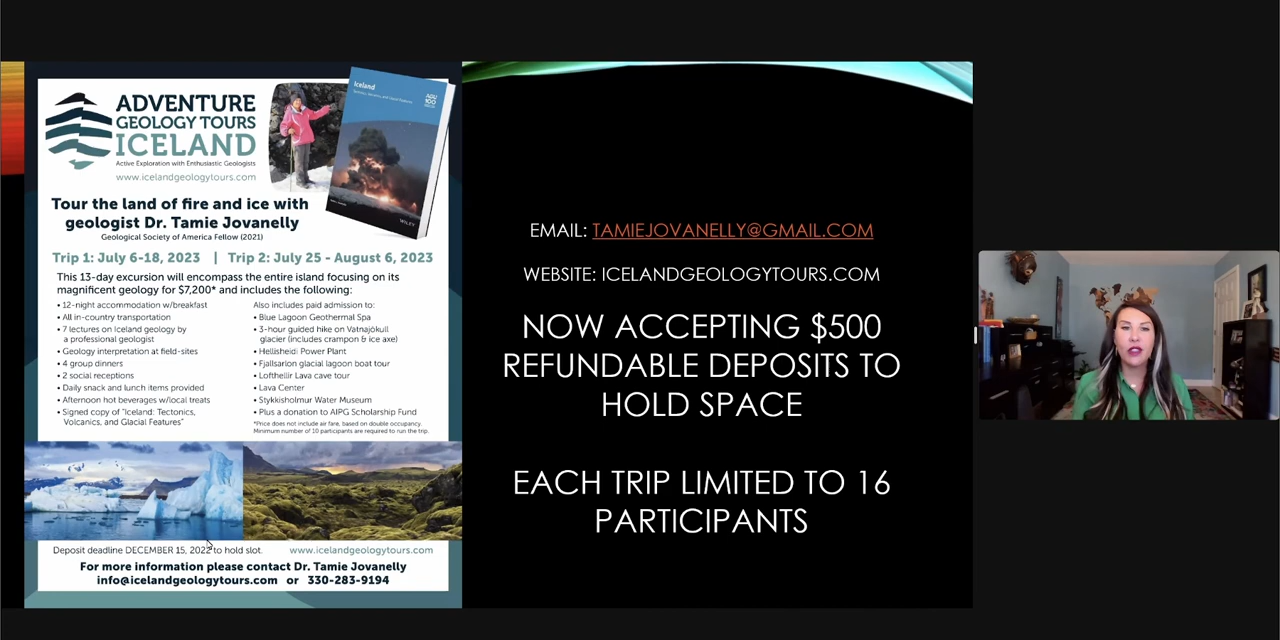 ADVENTURE
GEOLOGY TOURS
ICELAND
Active Exploration with Enthusiastic Geologists
www.icelandgeologytours.com
Iceland
Tectonics, Volcanics, and Glacial Features
AGU
100
WILEY
Tour the land of fire and ice with
geologist Dr. Tamie Jovanelly
Geological Society of America Fellow (2021)
Trip 1: July 6-18, 2023 | Trip 2: July 25 - August 6, 2023
This 13-day excursion will encompass the entire island focusing on its
magnificent geology for $7,200* and includes the following:
• 12-night accommodation w/breakfast
• All in-country transportation
• 7 lectures on Iceland geology by
a professional geologist
• Geology interpretation at field-sites
• 4 group dinners
• 2 social receptions
• Daily snack and lunch items provided
• Afternoon hot beverages w/local treats
• Signed copy of "Iceland: Tectonics,
Volcanics, and Glacial Features"
Also includes paid admission to:
• Blue Lagoon Geothermal Spa
• 3-hour guided hike on Vatnajökull
glacier (includes crampon & ice axe)
• Hellisheidi Power Plant
• Fjallsarlon glacial lagoon boat tour
• Lofthellir Lava cave tour
• Lava Center
• Stykkisholmur Water Museum
• Plus a donation to AIPG Scholarship Fund
*Price does not include air fare, based on double occupancy.
Minimum number of 10 participants are required to run the trip.
Deposit deadline DECEMBER 15, 2022 to hold slot.
www.icelandgeologytours.com
For more information please contact Dr. Tamie Jovanelly
info@icelandgeologytours.com or 330-283-9194
EMAIL: TAMIEJOVANELLY@GMAIL.COM
WEBSITE: ICELANDGEOLOGYTOURS.COM
NOW ACCEPTING $500
REFUNDABLE DEPOSITS TO
HOLD SPACE
EACH TRIP LIMITED TO 16
PARTICIPANTS